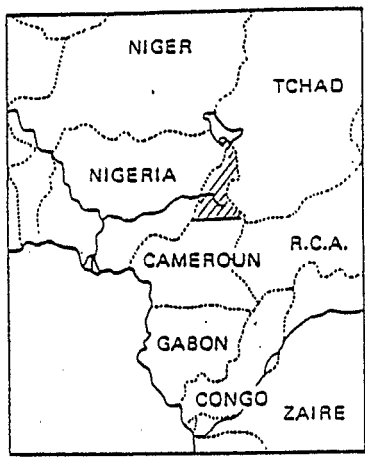 NIGER
TCHAD
NIGERIA
R.C.A.
CAMEROUN
GABON
CONGO
ZAIRE